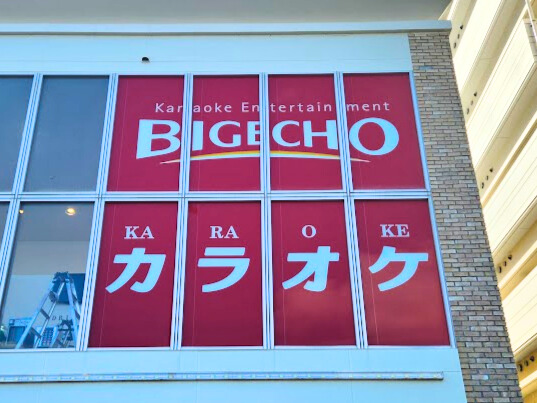 Karaoke Entertainment
BIGECHO
KA RA O KE
カラオケ